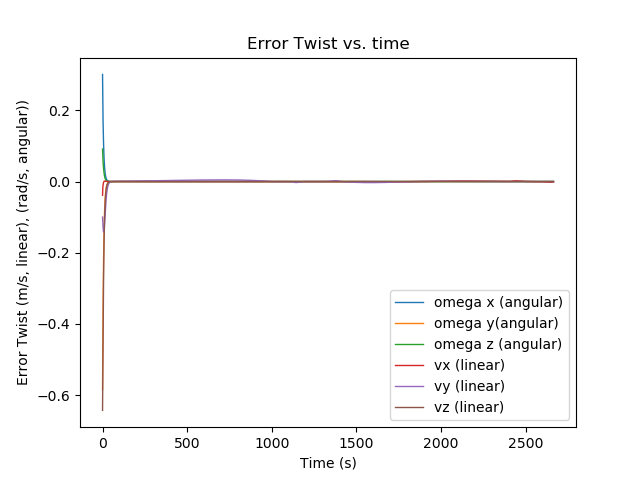 Error Twist vs. time
Error Twist (m/s, linear), (rad/s, angular))
0.2
0.0
−0.2
−0.4
−0.6
omega x (angular)
omega y(angular)
omega z (angular)
vx (linear)
vy (linear)
vz (linear)
0 500 1000 1500 2000 2500
Time (s)